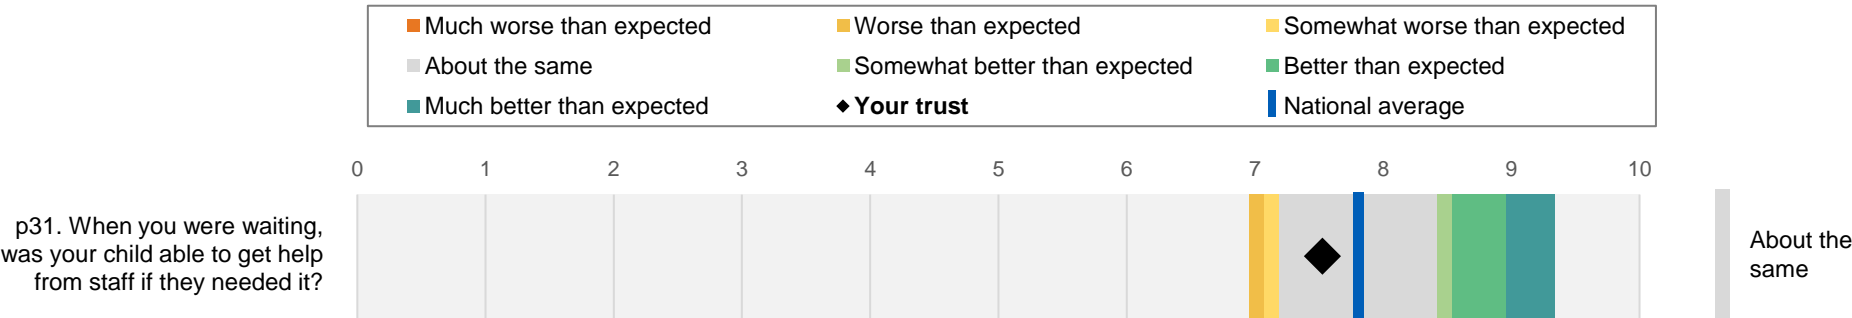 Much worse than expected
Worse than expected
Somewhat worse than expected
About the same
Somewhat better than expected
Better than expected
Much better than expected
Your trust
National average
0 1 2 3 4 5 6 7 8 9 10
p31. When you were waiting,
was your child able to get help
from staff if they needed it?
About the
same